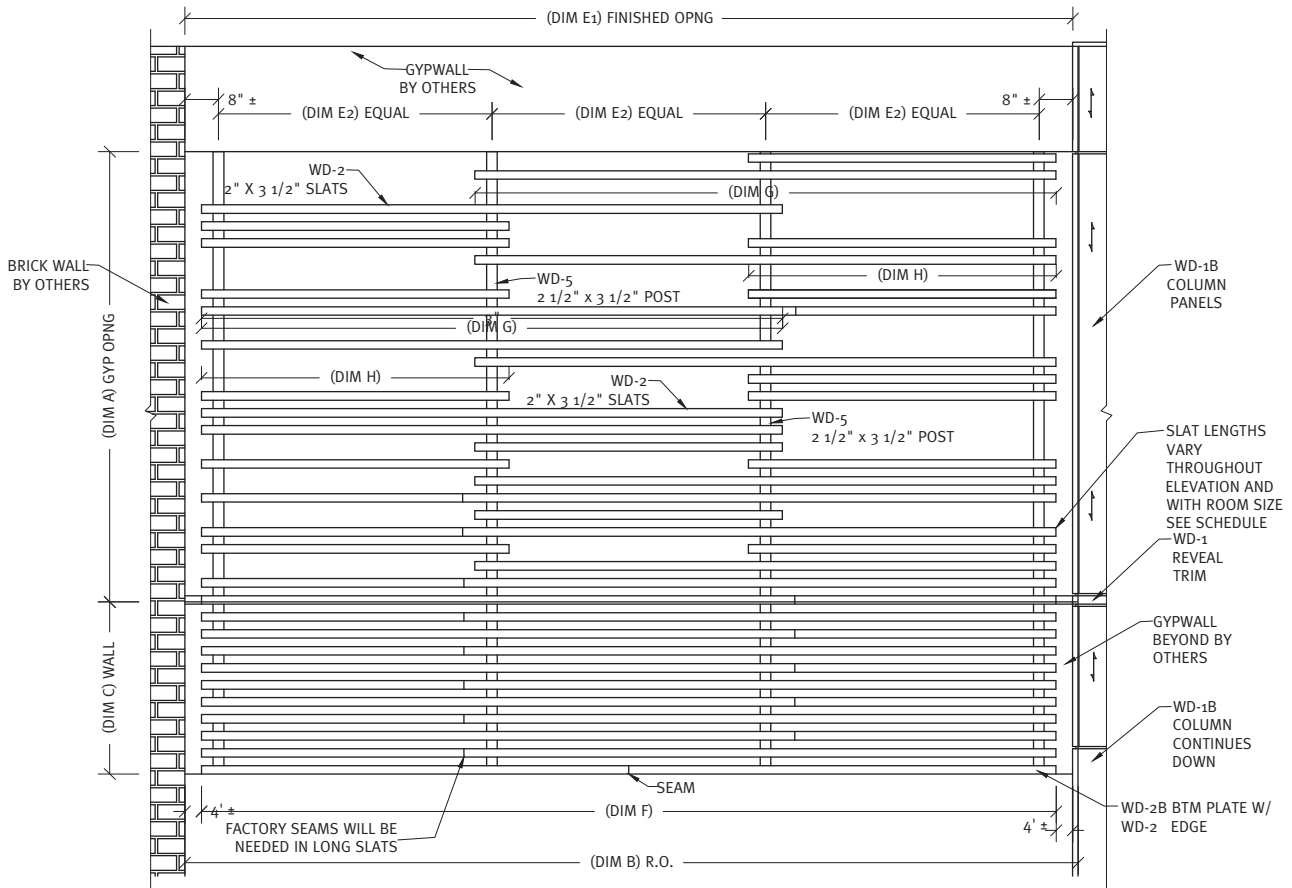 (DIM E1) FINISHED OPNG
GYPWALL
BY OTHERS
8" ±
8" ±
(DIM E2) EQUAL
(DIM E2) EQUAL
(DIM E2) EQUAL
WD-2
2" X 3 1/2" SLATS
(DIM G)
BRICK WALL
BY OTHERS
WD-5
2 1/2" x 3 1/2" POST
(DIM H)
WD-1B
COLUMN
PANELS
(DIM G)
(DIM A) GYP OPNG
(DIM H)
WD-2
2" X 3 1/2" SLATS
WD-5
2 1/2" x 3 1/2" POST
SLAT LENGTHS
VARY
THROUGHOUT
ELEVATION AND
WITH ROOM SIZE
SEE SCHEDULE
WD-1
REVEAL
TRIM
GYPWALL
BEYOND BY
OTHERS
(DIM C) WALL
WD-1B
COLUMN
CONTINUES
DOWN
SEAM
4' ±
(DIM F)
WD-2B BTM PLATE W/
WD-2 EDGE
FACTORY SEAMS WILL BE
NEEDED IN LONG SLATS
4' ±
(DIM B) R.O.